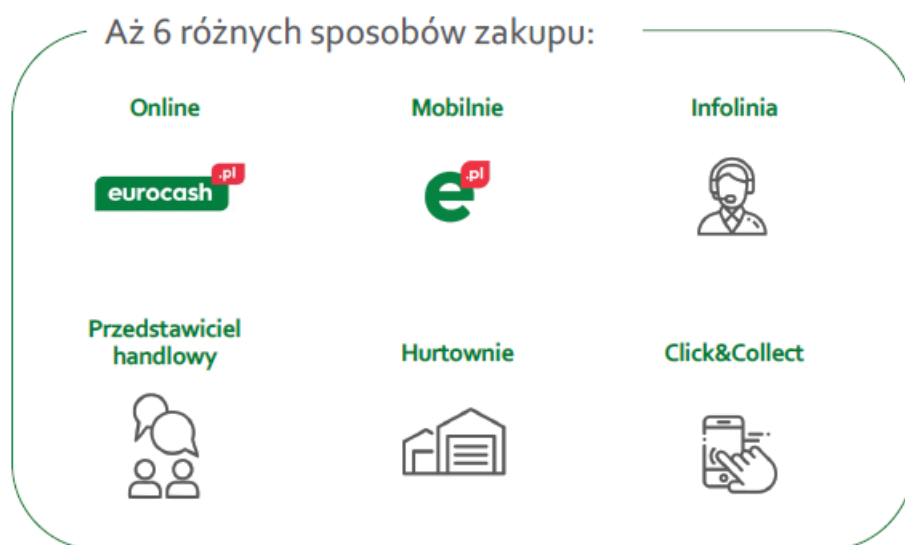 Aż 6 różnych sposobów zakupu:
Online
Mobilnie
Infolinia
eurocash.pl
e.pl
Przedstawiciel
handlowy
Hurtownie
Click&Collect